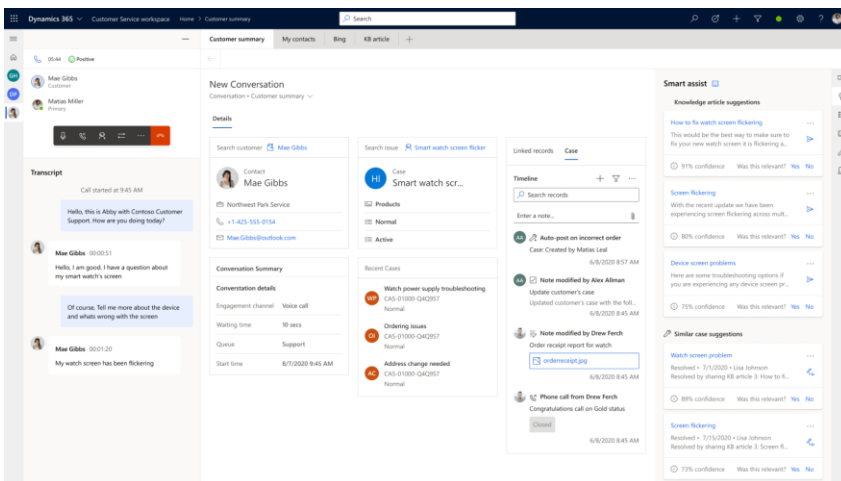 Dynamics 365 Customer Service workspace Home > Customer summary Search
Customer summary My contacts Bing KB article
05:44 Positive
GH
DP
Mae Gibbs
Customer
Matias Miller
Primary
Transcript
Call started at 9:45 AM
Hello, this is Abby with Contoso Customer
Support. How are you doing today?
Mae Gibbs 00:00:51
Hello, I am good. I have a question about
my smart watch's screen
Of course, Tell me more about the device
and whats wrong with the screen
Mae Gibbs 00:01:20
My watch screen has been flickering
New Conversation
Conversation • Customer summary
Details
Search customer Mae Gibbs
Contact
Mae Gibbs
Northwest Park Service
+1-425-555-0154
Mae.Gibbs@outlook.com
Conversation Summary
Converstation details
Engagement channel Voice call
Waiting time 10 secs
Queue Support
Start time 8/7/2020 9:45 AM
Search issue Smart watch screen flicker
HI
Case
Smart watch scr...
Products
Normal
Active
Recent Cases
WP
Watch power supply troubleshooting
CAS-01000-Q4Q9S7
Normal
OI
Ordering issues
CAS-01000-Q4Q9S7
Normal
AC
Address change needed
CAS-01000-Q4Q9S7
Normal
Linked records Case
Timeline
Search records
Enter a note...
AA Auto-post on incorrect order
Case: Created by Matias Leal
6/8/2020 8:57 AM
AA Note modified by Alex Allman
Update customer's case
Updated customer's case with the foll...
6/8/2020 8:45 AM
Note modified by Drew Ferch
Order receipt report for watch
orderreceipt.jpg
6/8/2020 8:45 AM
Phone call from Drew Ferch
Congratulations call on Gold status
Closed
6/8/2020 8:45 AM
Smart assist
Knowledge article suggestions
How to fix watch screen flickering
This would be the best way to make sure to
fix your new watch screen it is flickering a...
91% confidence Was this relevant? Yes No
Screen flickering
With the recent update we have been
experiencing screen flickering across mult...
80% confidence Was this relevant? Yes No
Device screen problems
Here are some troubleshooting options if
you are experiencing any device screen pr...
75% confidence Was this relevant? Yes No
Similar case suggestions
Watch screen problem
Resolved • 7/1/2020 • Lisa Johnson
Resolved by sharing KB article 3: How to fi...
89% confidence Was this relevant? Yes No
Screen flickering
Resolved • 7/15/2020 • Lisa Johnson
Resolved by sharing KB article 3: Screen fl...
73% confidence Was this relevant? Yes No